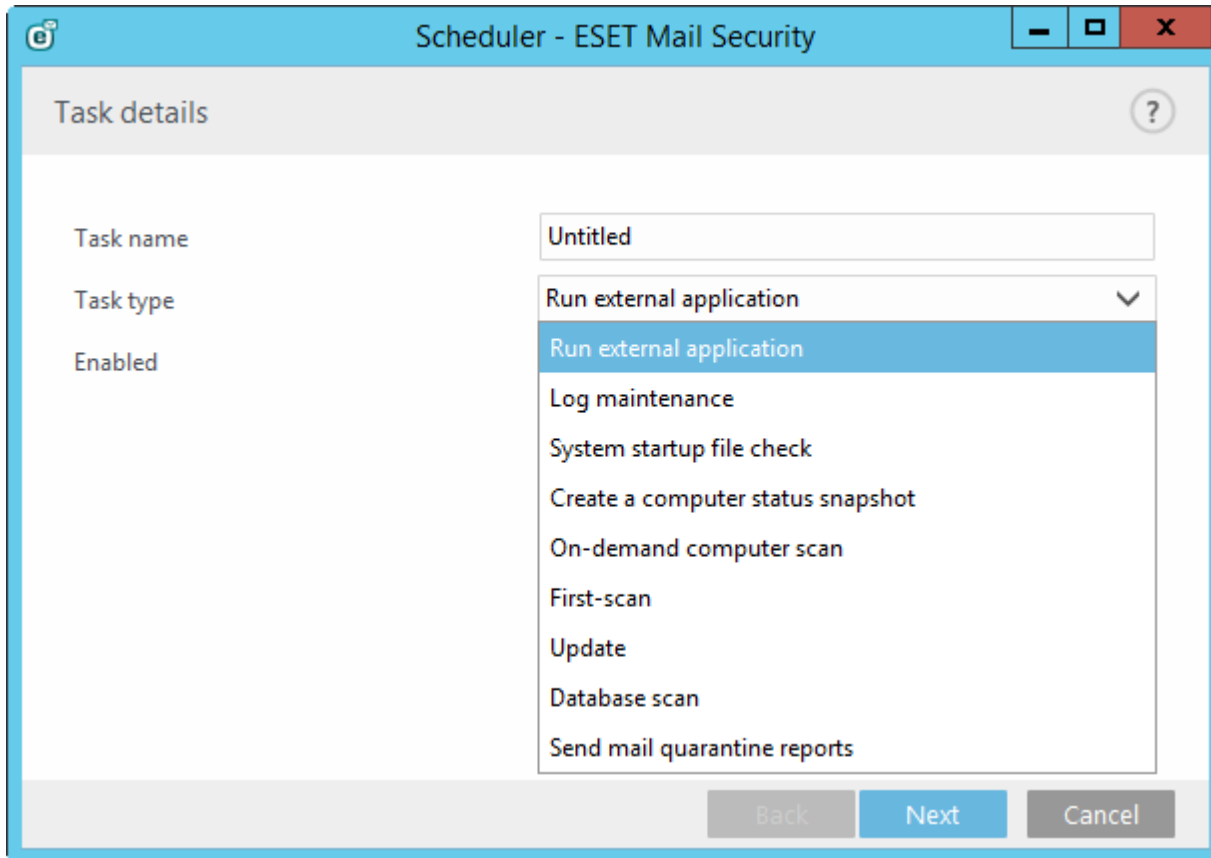 Scheduler - ESET Mail Security
Task details
?
Task name
Untitled
Task type
Run external application
Enabled
Run external application
Log maintenance
System startup file check
Create a computer status snapshot
On-demand computer scan
First-scan
Update
Database scan
Send mail quarantine reports
Back Next Cancel